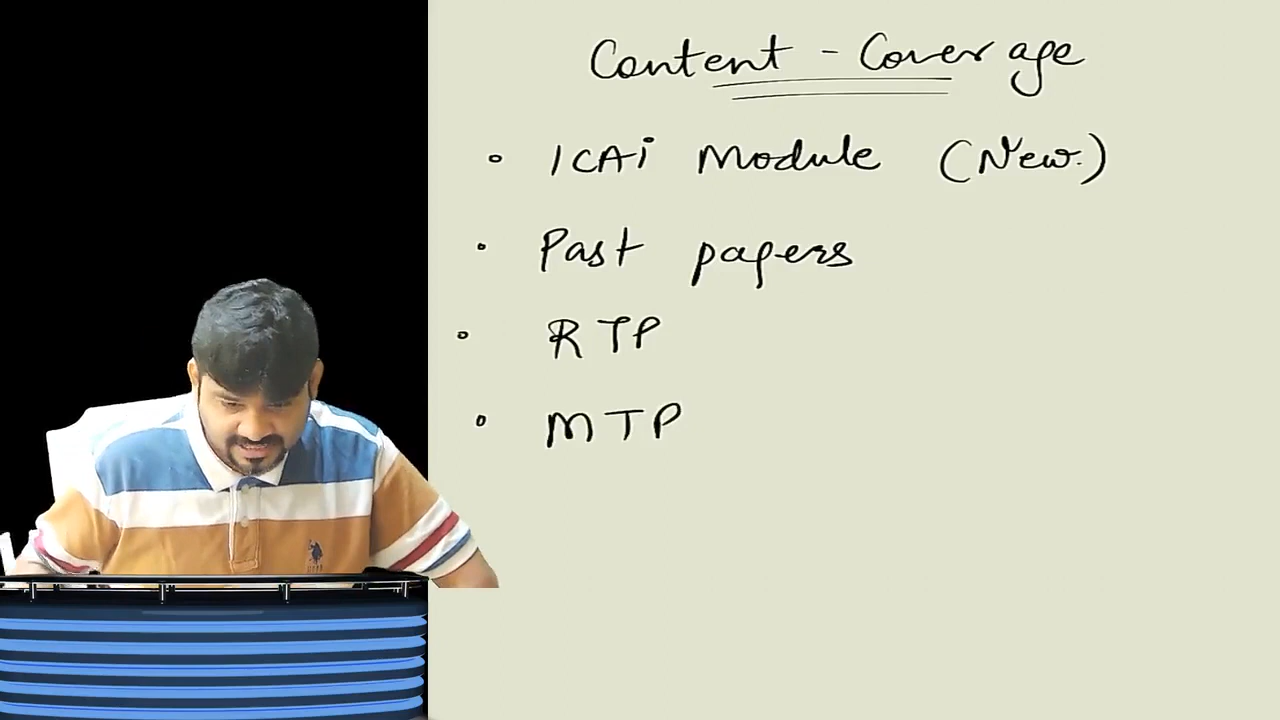 Content - Coverage
• ICAi Module (New.)
• Past papers
• RTP
• MTP